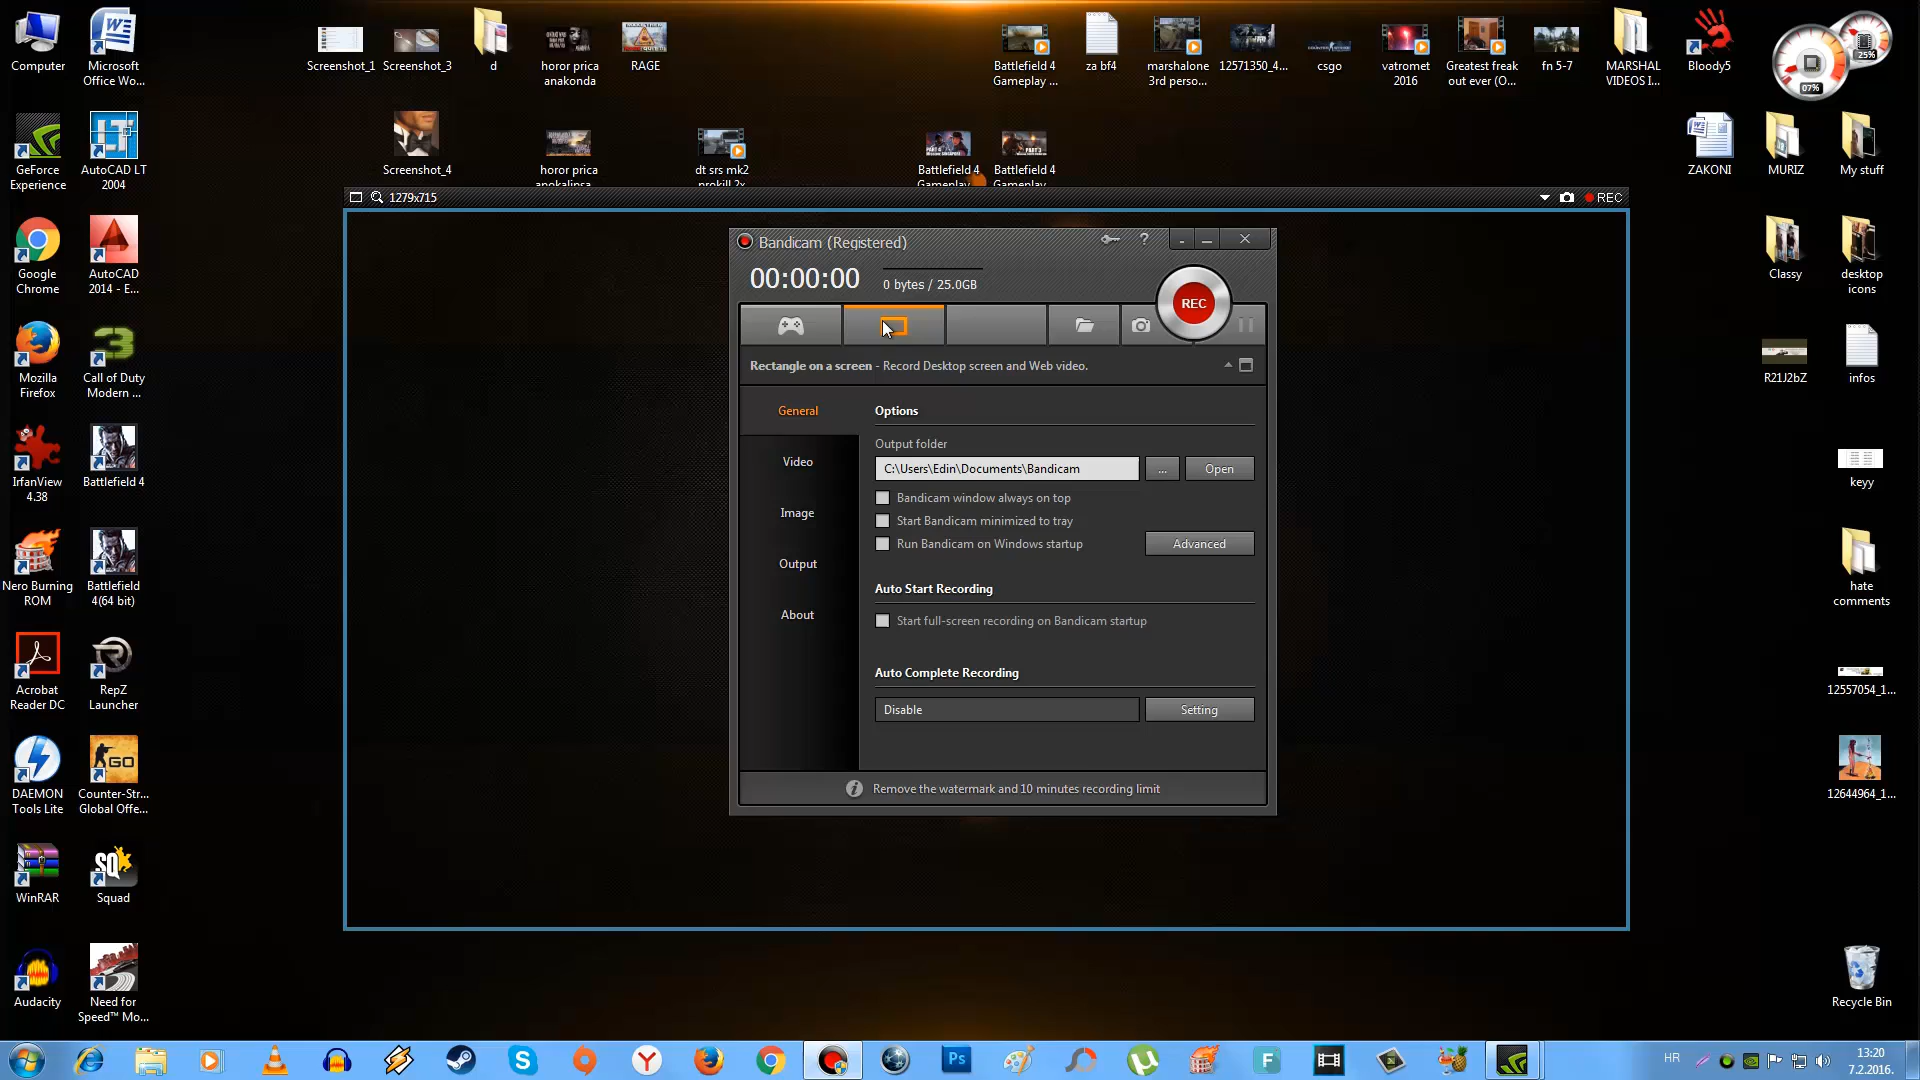 Computer
Microsoft
Office Wo...
Screenshot_1
Screenshot_3
d
horor prica
anakonda
RAGE
Battlefield 4
Gameplay ...
za bf4
marshalone
3rd perso...
12571350_4...
csgo
vatromet
2016
Greatest freak
out ever (O...
fn 5-7
MARSHAL
VIDEOS I...
Bloody5
07%
25%
GeForce
Experience
AutoCAD LT
2004
Screenshot_4
horor prica
apokalipsa
dt srs mk2
prokill 2x
Battlefield 4
Gameplay
Battlefield 4
Gameplay
ZAKONI
MURIZ
My stuff
1279x715
REC
Google
Chrome
AutoCAD
2014 - E...
Classy
desktop
icons
Mozilla
Firefox
Call of Duty
Modern ...
R21J2bZ
infos
IrfanView
4.38
Battlefield 4
keyy
Nero Burning
ROM
Battlefield
4(64 bit)
hate
comments
Acrobat
Reader DC
RepZ
Launcher
12557054_1...
DAEMON
Tools Lite
Counter-Str...
Global Offe...
12644964_1...
WinRAR
Squad
Audacity
Need for
Speed™ Mo...
Recycle Bin
Bandicam (Registered)
?
00:00:00
0 bytes / 25.0GB
REC
Rectangle on a screen - Record Desktop screen and Web video.
General
Video
Image
Output
About
Options
Output folder
C:\Users\Edin\Documents\Bandicam
...
Open
Bandicam window always on top
Start Bandicam minimized to tray
Run Bandicam on Windows startup
Advanced
Auto Start Recording
Start full-screen recording on Bandicam startup
Auto Complete Recording
Disable
Setting
Remove the watermark and 10 minutes recording limit
HR
13:20
7.2.2016.